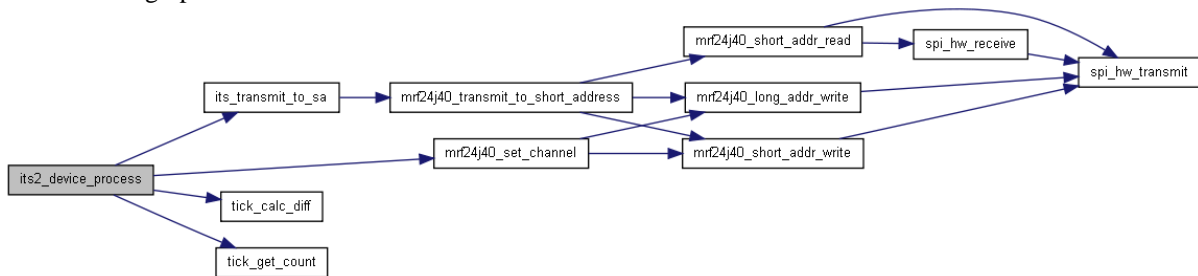 mrf24j40_short_addr_read
spi_hw_receive
spi_hw_transmit
its_transmit_to_sa
mrf24j40_transmit_to_short_address
mrf24j40_long_addr_write
mrf24j40_set_channel
mrf24j40_short_addr_write
its2_device_process
tick_calc_diff
tick_get_count